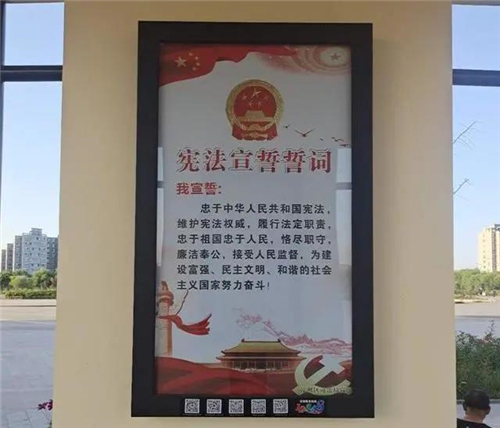 宪法宣誓誓词
我宣誓：
忠于中华人民共和国宪法，
维护宪法权威，履行法定职责，
忠于祖国忠于人民，恪尽职守，
廉洁奉公，接受人民监督，为建
设富强、民主文明、和谐的社会
主义国家努力奋斗！